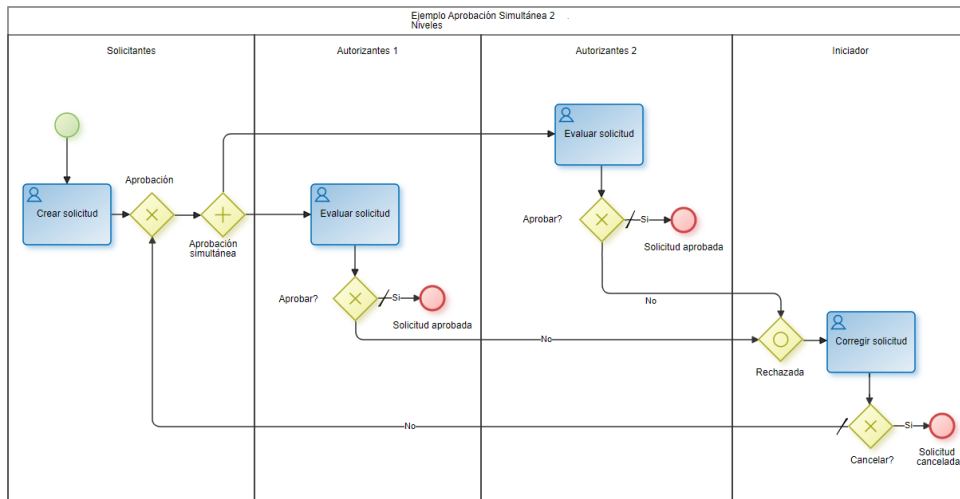 Ejemplo Aprobación Simultánea 2
Niveles
Solicitantes
Autorizantes 1
Autorizantes 2
Iniciador
Evaluar solicitud
Aprobación
Crear solicitud
Evaluar solicitud
Aprobar?
Si
Solicitud aprobada
Aprobación
simultánea
Aprobar?
Si
Solicitud aprobada
No
No
Corregir solicitud
Rechazada
No
Si
Cancelar?
Solicitud
cancelada